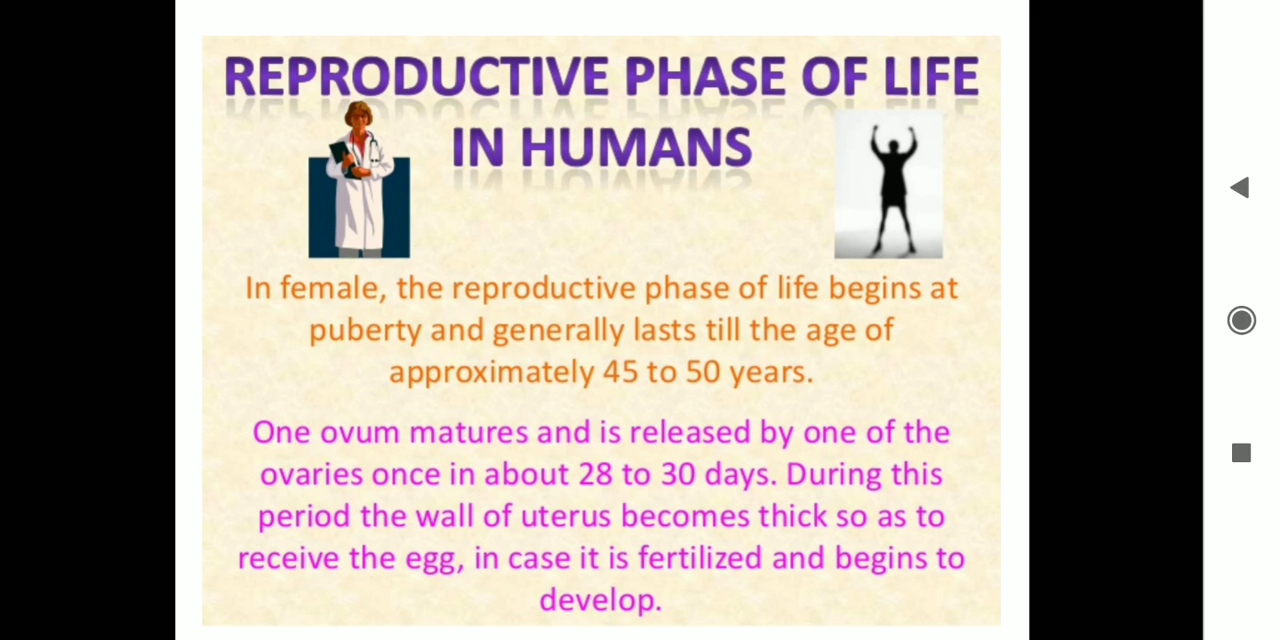 REPRODUCTIVE PHASE OF LIFE
IN HUMANS
In female, the reproductive phase of life begins at
puberty and generally lasts till the age of
approximately 45 to 50 years.
One ovum matures and is released by one of the
ovaries once in about 28 to 30 days. During this
period the wall of uterus becomes thick so as to
receive the egg, in case it is fertilized and begins to
develop.